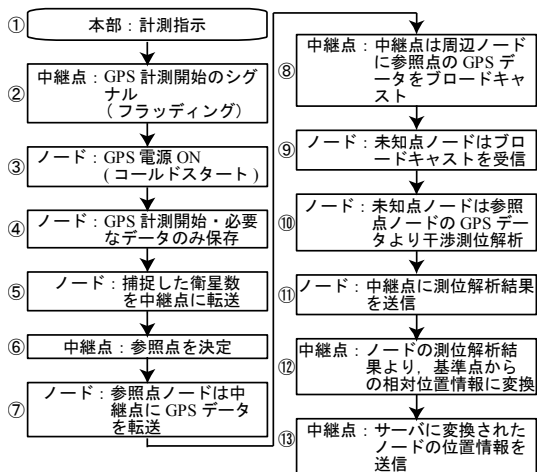 ①
本部：計測指示
②
中継点：GPS 計測開始のシグ
ナル
（フラッディング）
③
ノード：GPS 電源 ON
( コールドスタート )
④
ノード：GPS 計測開始・必要
なデータのみ保存
⑤
ノード：捕捉した衛星数
を中継点に転送
⑥
中継点：参照点を決定
⑦
ノード：参照点ノードは中
継点に GPS データ
を転送
⑧
中継点：中継点は周辺ノード
に参照点の GPS デ
ータをブロードキャ
スト
⑨
ノード：未知点ノードはブロ
ードキャストを受信
⑩
ノード：未知点ノードは参照
点ノードの GPS デー
タより干渉測位解析
⑪
ノード：中継点に測位解析結果
を送信
⑫
中継点：ノードの測位解析結
果より，基準点から
の相対位置情報に変換
⑬
中継点：サーバに変換された
ノードの位置情報を
送信